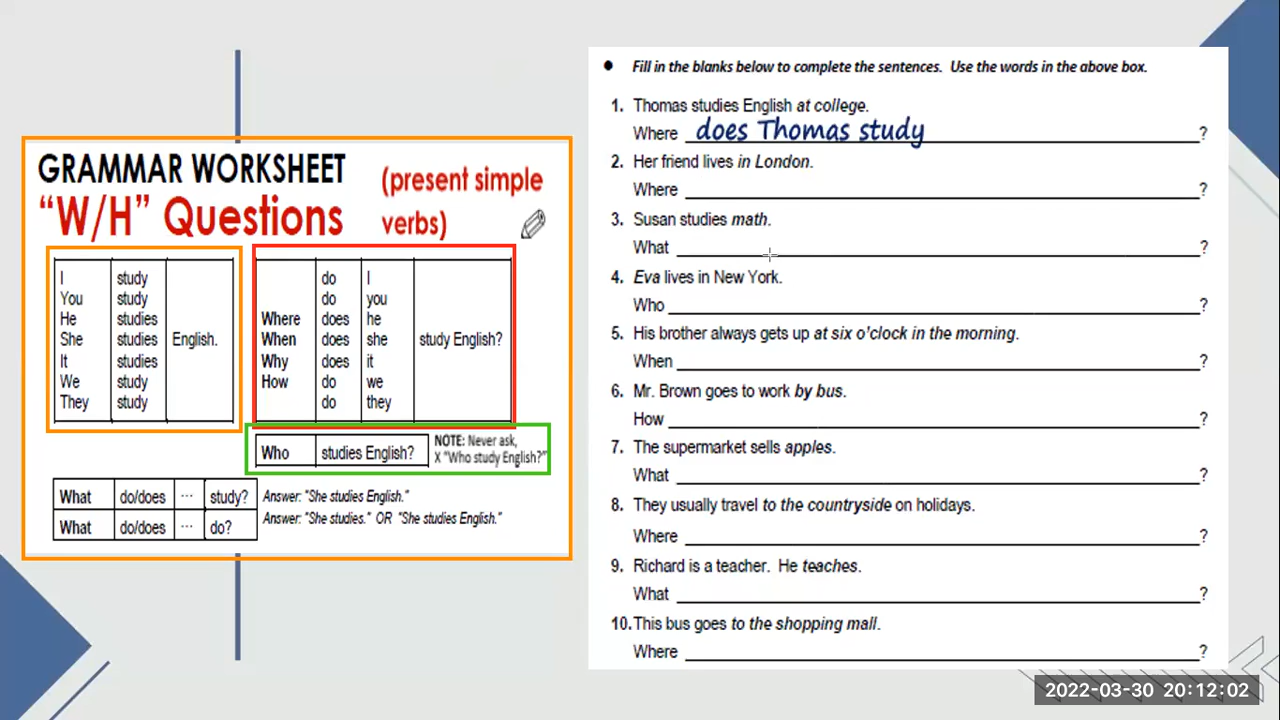 GRAMMAR WORKSHEET
"W/H" Questions
(present simple
verbs)
I study
You study
He studies
She studies English.
It studies
We study
They study
do I
do you
Where does he
When does she study English?
Why does it
How do we
do they
Who studies English?
NOTE: Never ask,
X "Who study English?"
What do/does ... study? Answer: "She studies English."
What do/does ... do? Answer: "She studies." OR "She studies English."
● Fill in the blanks below to complete the sentences. Use the words in the above box.
1. Thomas studies English at college.
Where does Thomas study ?
2. Her friend lives in London.
Where ?
3. Susan studies math.
What ?
4. Eva lives in New York.
Who ?
5. His brother always gets up at six o'clock in the morning.
When ?
6. Mr. Brown goes to work by bus.
How ?
7. The supermarket sells apples.
What ?
8. They usually travel to the countryside on holidays.
Where ?
9. Richard is a teacher. He teaches.
What ?
10. This bus goes to the shopping mall.
Where ?
2022-03-30 20:12:02